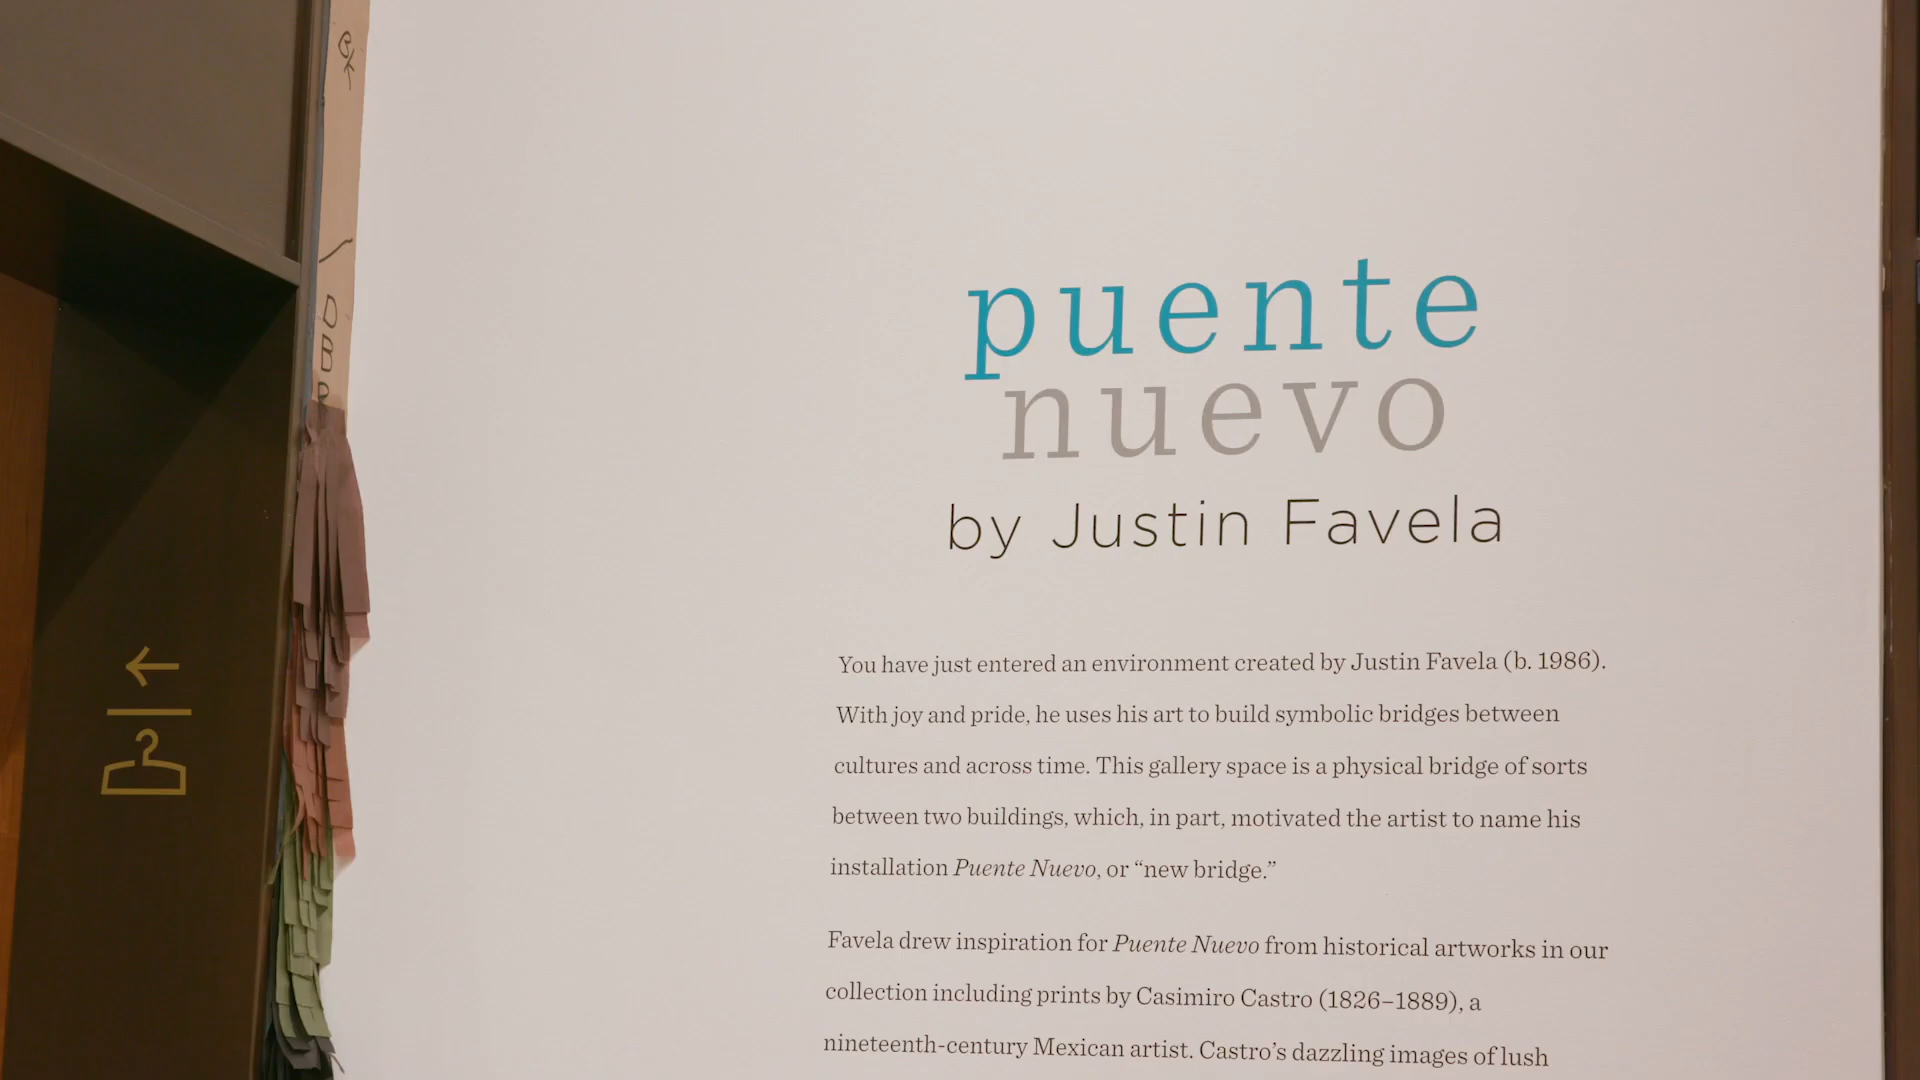 puente
nuevo
by Justin Favela
You have just entered an environment created by Justin Favela (b. 1986).
With joy and pride, he uses his art to build symbolic bridges between
cultures and across time. This gallery space is a physical bridge of sorts
between two buildings, which, in part, motivated the artist to name his
installation Puente Nuevo, or “new bridge.”
Favela drew inspiration for Puente Nuevo from historical artworks in our
collection including prints by Casimiro Castro (1826–1889), a
nineteenth-century Mexican artist. Castro’s dazzling images of lush